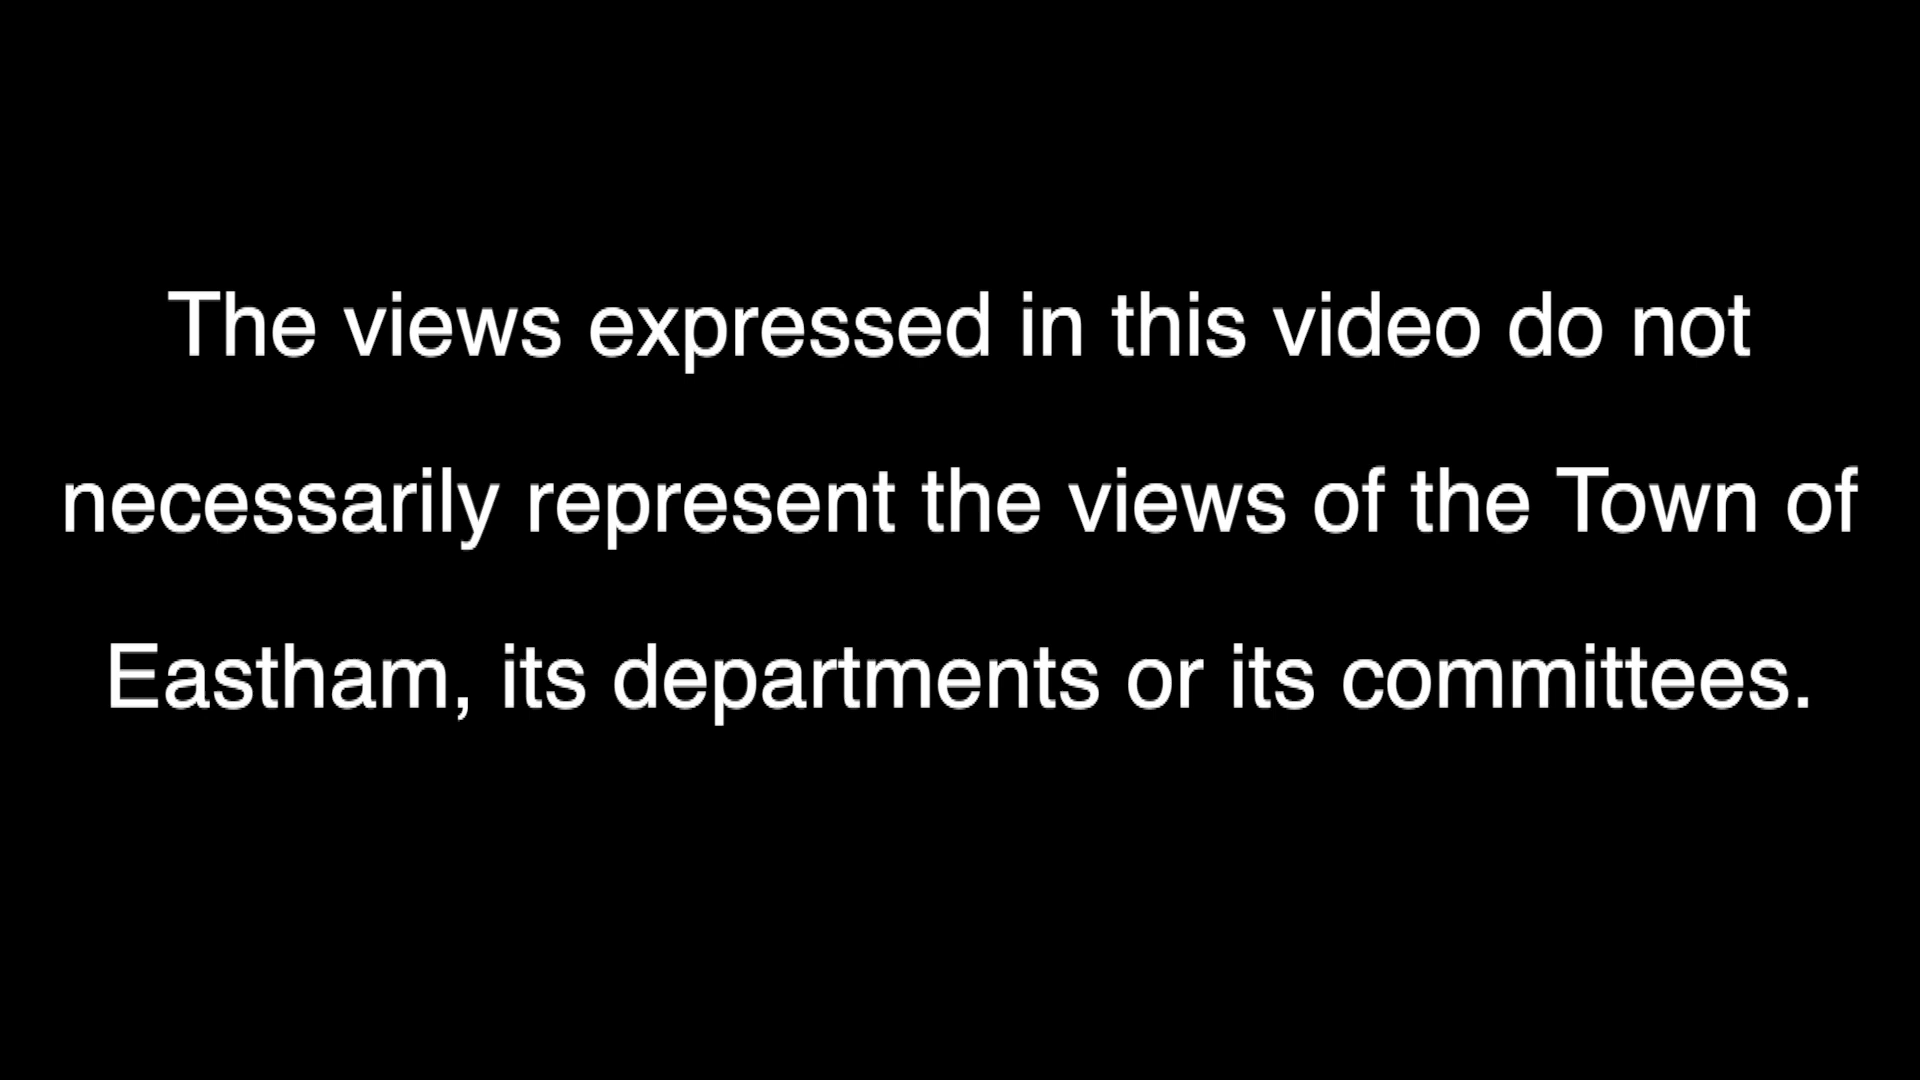 The views expressed in this video do not
necessarily represent the views of the Town of
Eastham, its departments or its committees.